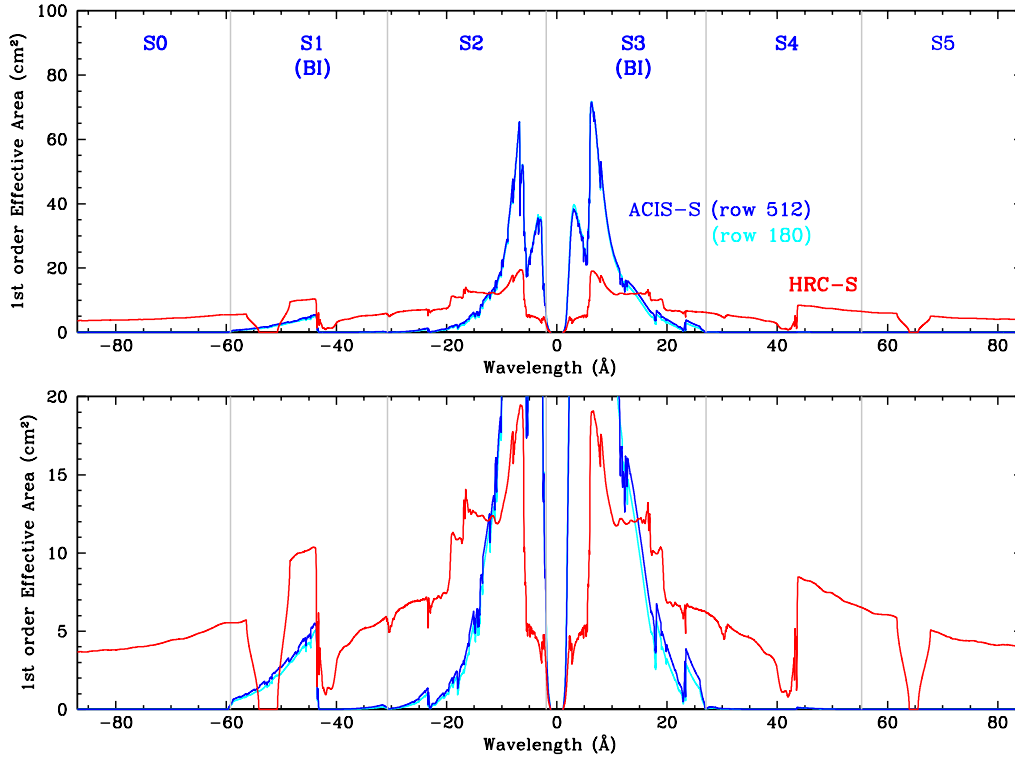 100
80
60
40
20
0
1st order Effective Area (cm²)
S0 S1 S2 S3 S4 S5
(BI) (BI)
ACIS-S (row 512)
(row 180)
HRC-S
−80 −60 −40 −20 0 20 40 60 80
Wavelength (Å)
20
15
10
5
0
1st order Effective Area (cm²)
−80 −60 −40 −20 0 20 40 60 80
Wavelength (Å)